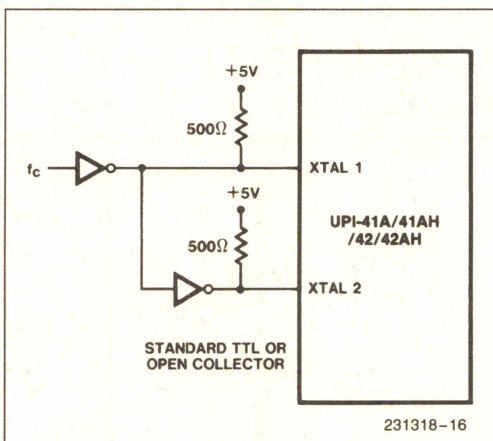 +5V
500Ω
fc
XTAL 1
+5V
UPI-41A/41AH
/42/42AH
500Ω
XTAL 2
STANDARD TTL OR
OPEN COLLECTOR
231318-16